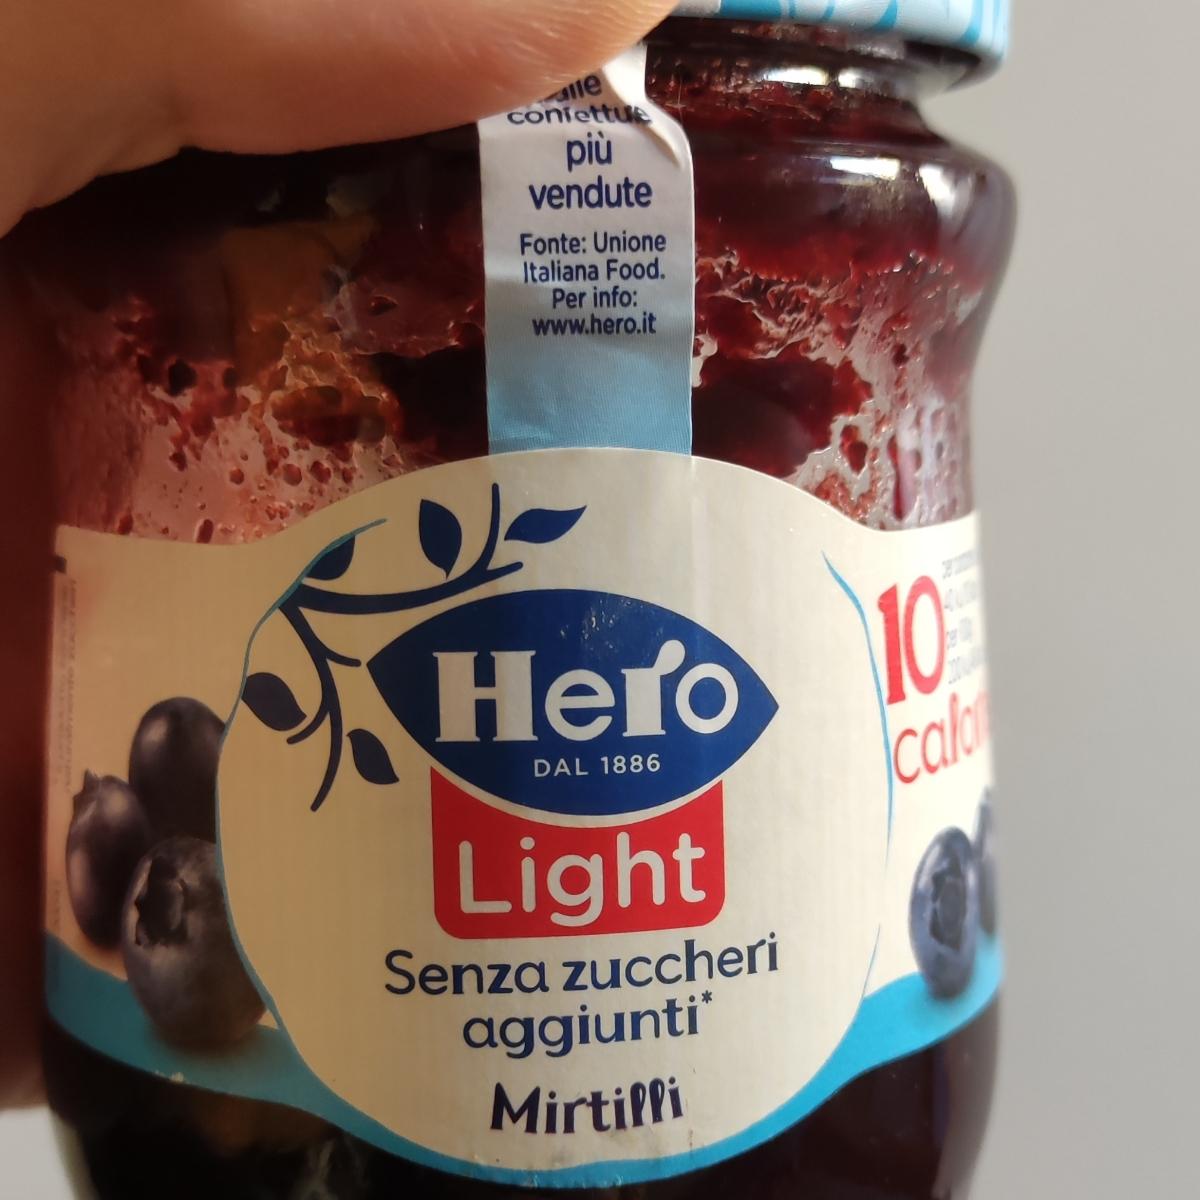 confetture
più
vendute
Fonte: Unione
Italiana Food.
Per info:
www.hero.it
Hero
DAL 1886
Light
Senza zuccheri
aggiunti*
Mirtilli
10